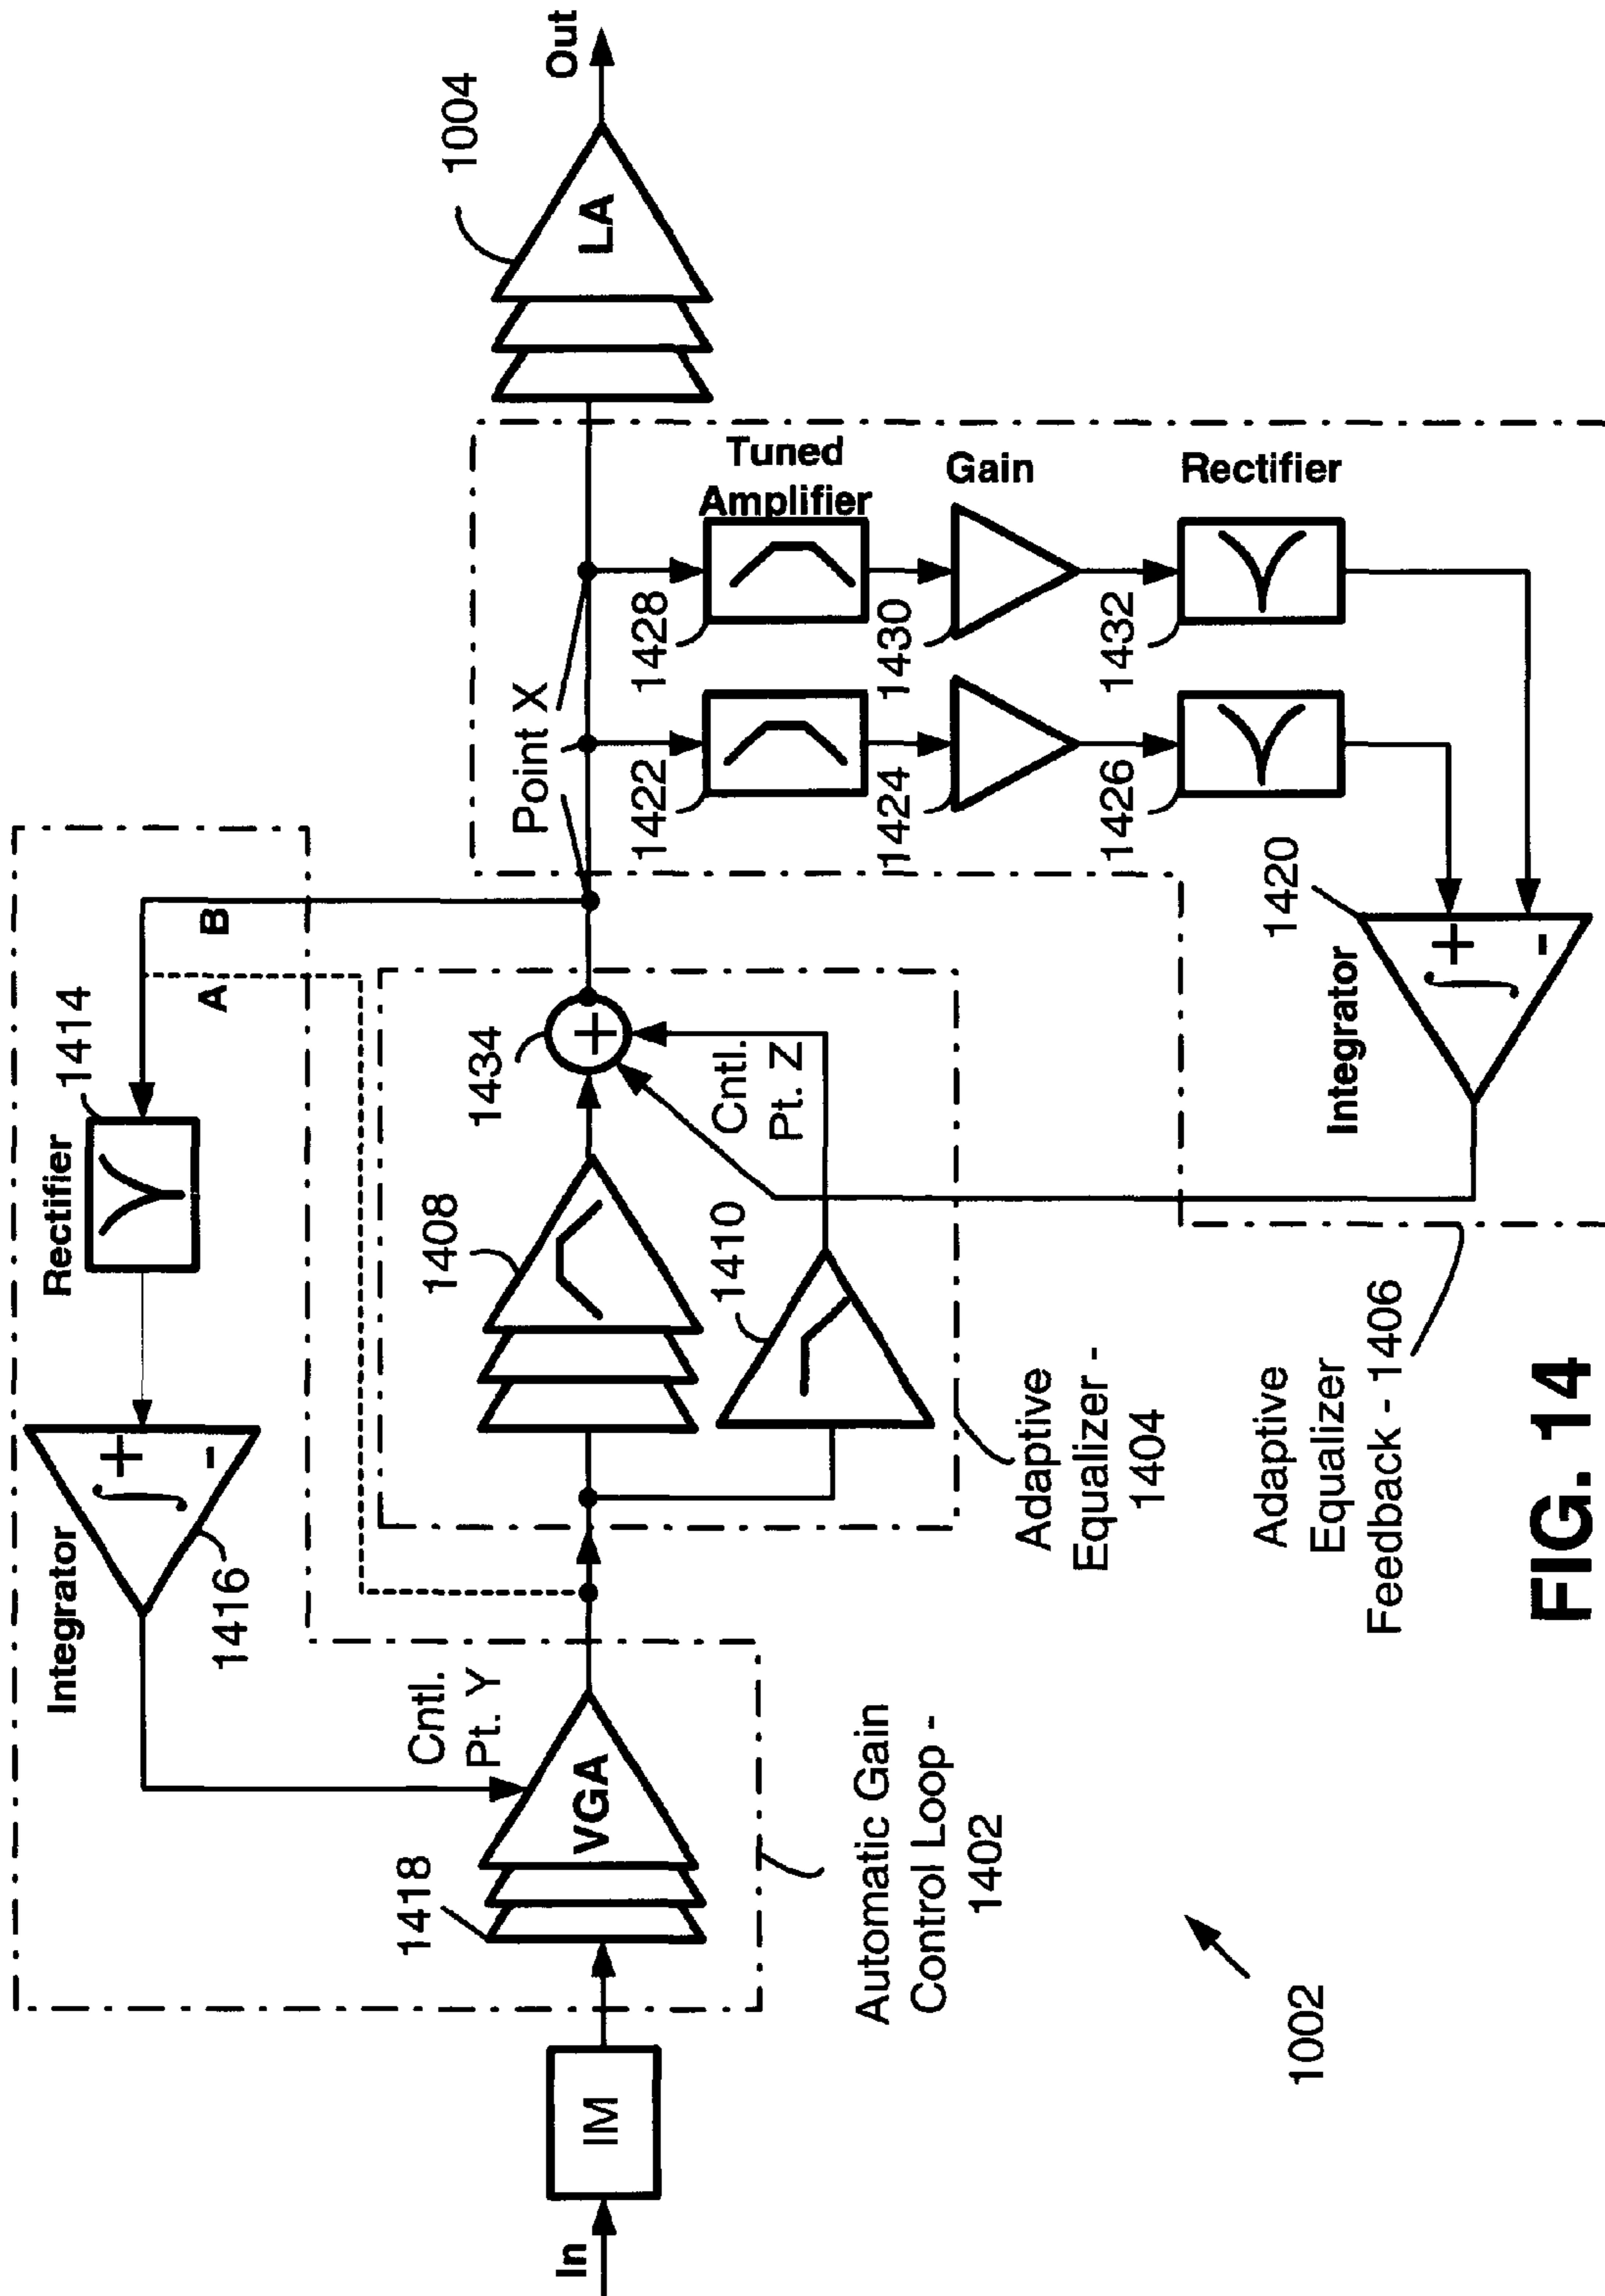 Integrator
1416
Rectifier
1414
A
B
In
IM
1418
VGA
Cntl.
Pt. Y
1408
1410
1434
+
Cntl.
Pt. Z
Point X
LA
1004
Out
Automatic Gain
Control Loop -
1402
Adaptive
Equalizer -
1404
1422
1428
Tuned
Amplifier
1424
1430
Gain
1426
1432
Rectifier
1420
Integrator
∫ +
-
∫ +
-
Adaptive
Equalizer
Feedback - 1406
1002
FIG. 14